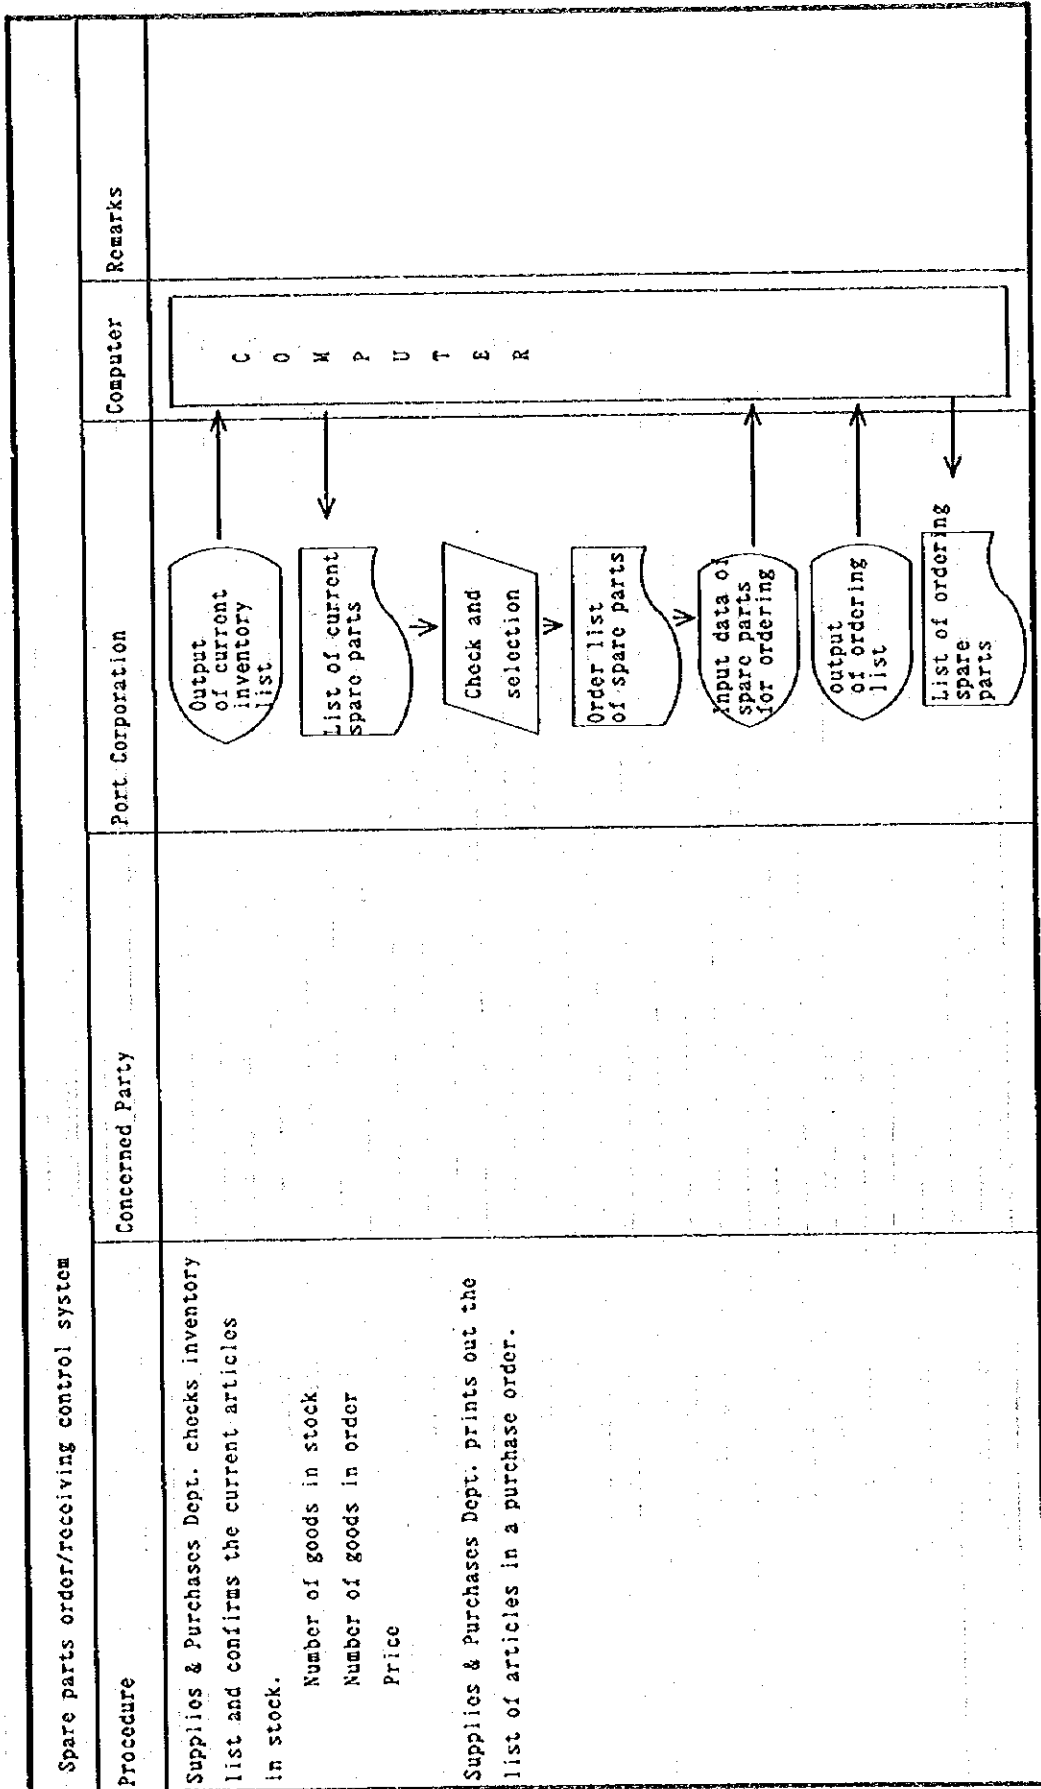 Spare parts order/receiving control system
Procedure
Concerned Party
Port Corporation
Computer
Remarks
Supplies & Purchases Dept. checks inventory
list and confirms the current articles
in stock.
Number of goods in stock
Number of goods in order
Price
Supplies & Purchases Dept. prints out the
list of articles in a purchase order.
Output
of current
inventory
list
List of current
spare parts
Check and
selection
Order list
of spare parts
Input data of
spare parts
for ordering
output
of ordering
list
List of ordering
spare
parts
C
O
M
P
U
T
E
R